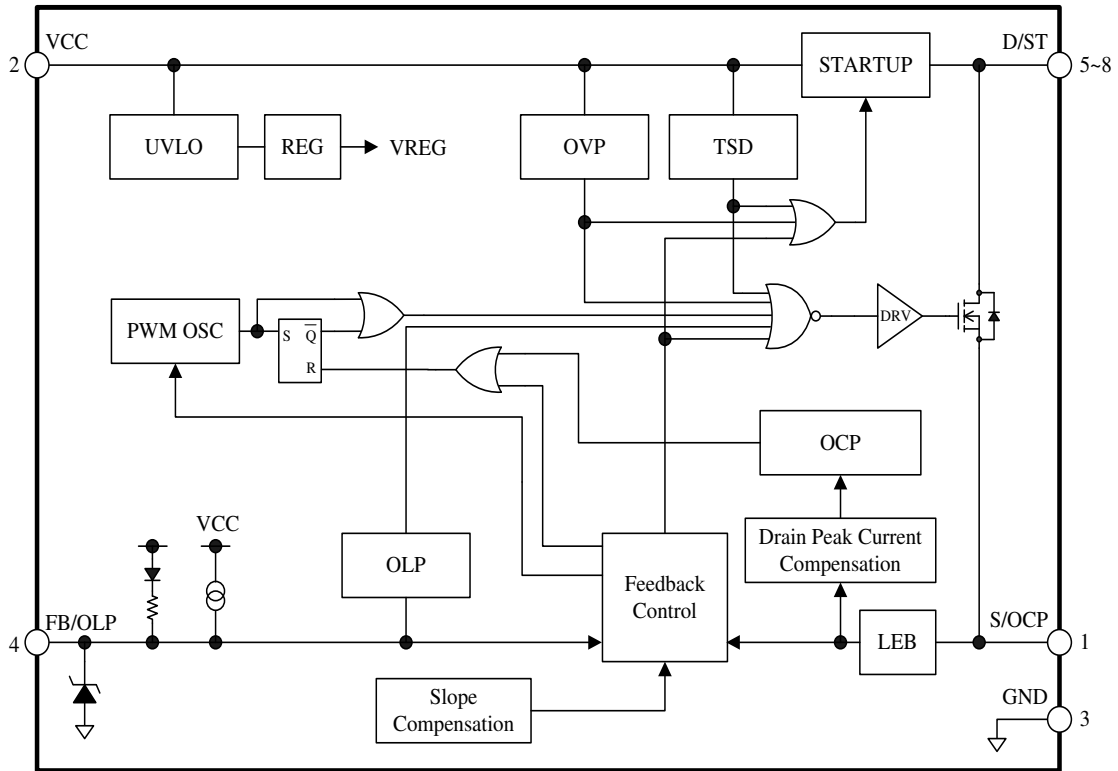 VCC
D/ST
2
5~8
STARTUP
UVLO
REG
VREG
OVP
TSD
PWM OSC
S
Q̅
R
DRV
OCP
VCC
OLP
Feedback
Control
Drain Peak Current
Compensation
FB/OLP
4
LEB
S/OCP
1
Slope
Compensation
GND
3